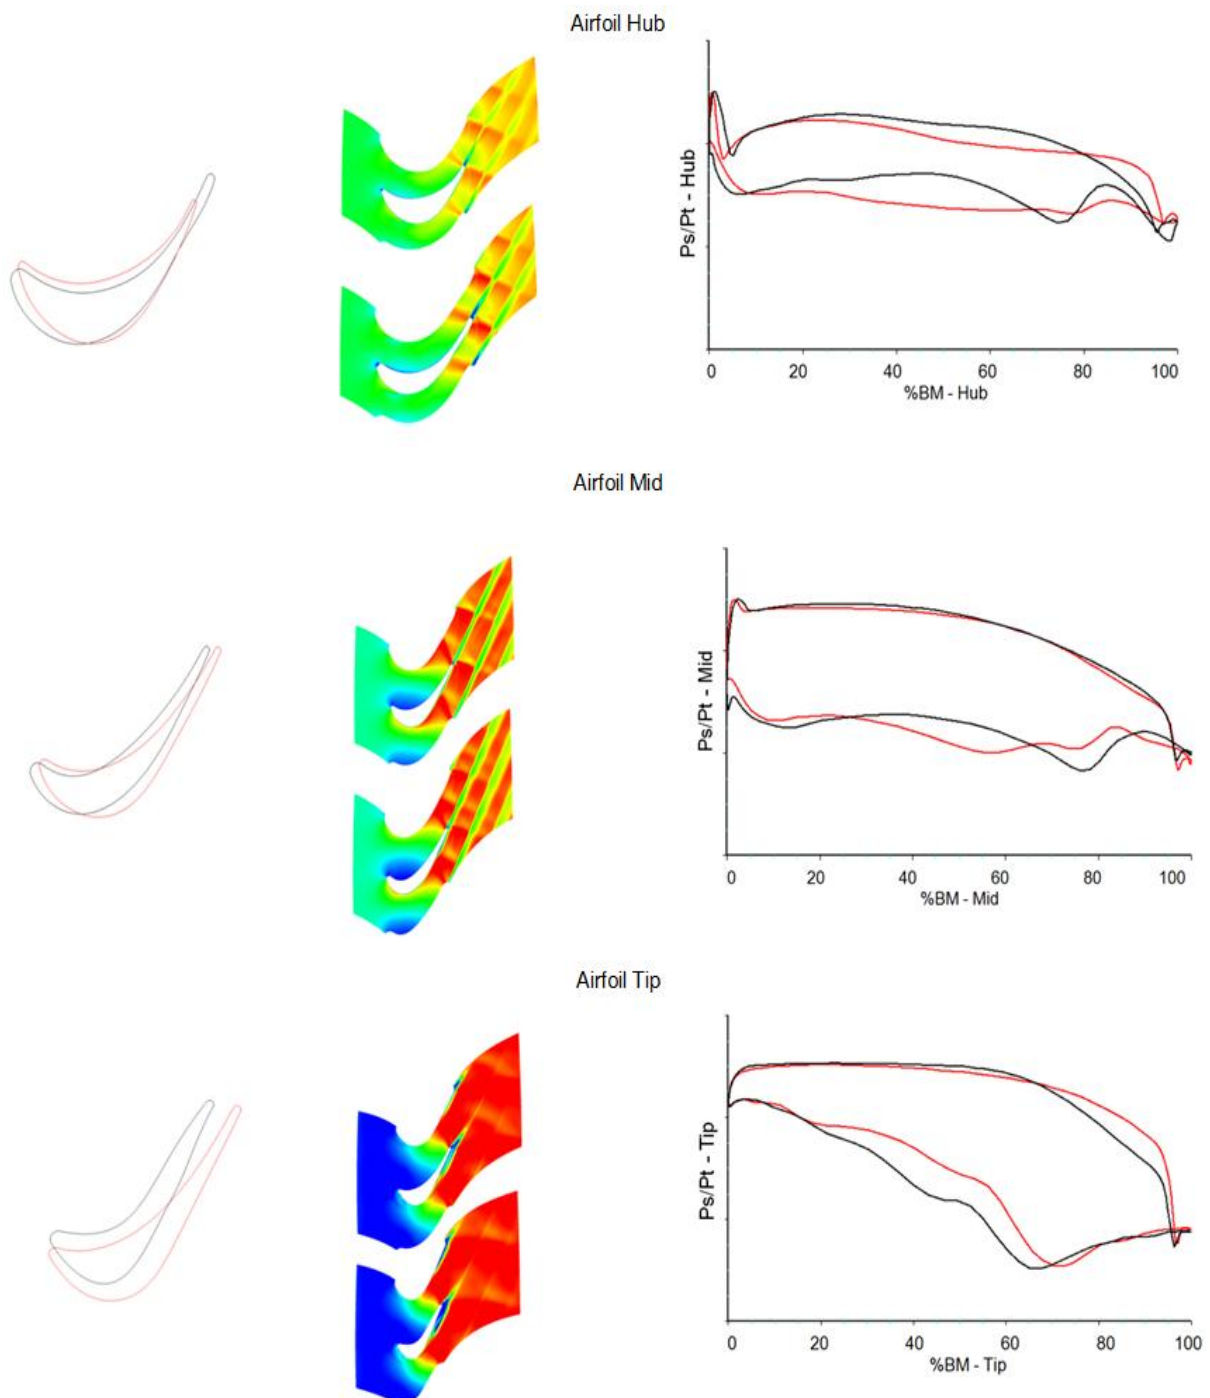 Airfoil Hub
Ps/Pt - Hub
0 20 40 60 80 100
%BM - Hub
Airfoil Mid
Ps/Pt - Mid
0 20 40 60 80 100
%BM - Mid
Airfoil Tip
Ps/Pt - Tip
0 20 40 60 80 100
%BM - Tip